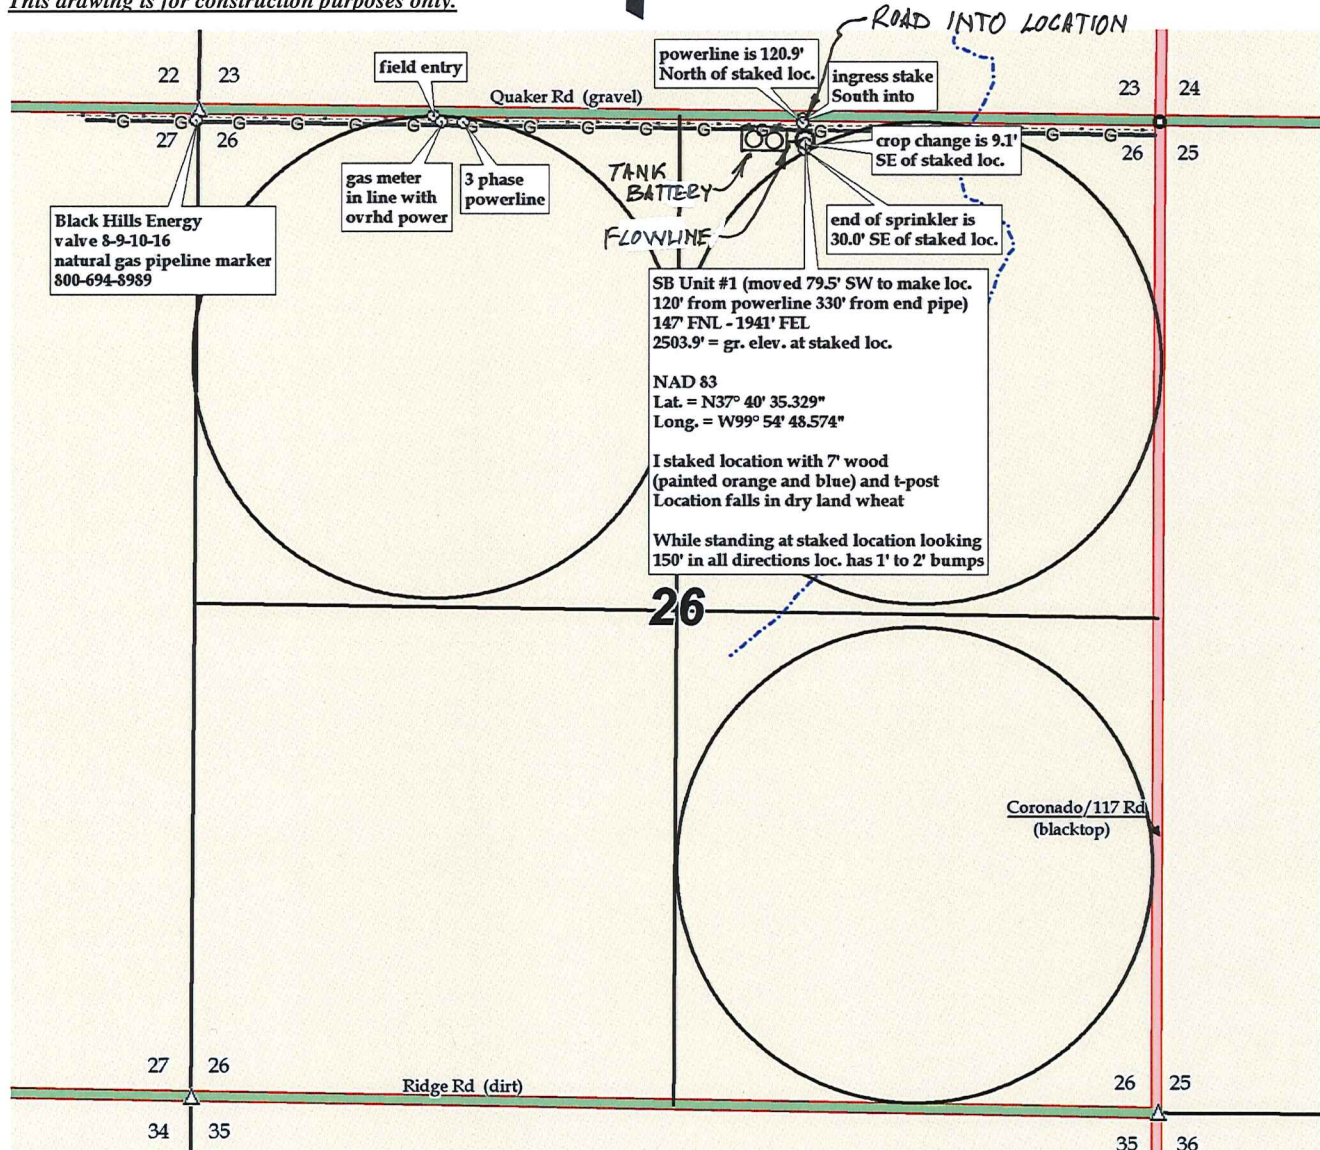 This drawing is for construction purposes only.
ROAD INTO LOCATION
powerline is 120.9'
North of staked loc.
ingress stake
South into
field entry
22 23
23 24
Quaker Rd (gravel)
G G G G G G G G G G G G G G G G G
27 26
26 25
crop change is 9.1'
SE of staked loc.
gas meter
in line with
ovrhd power
3 phase
powerline
TANK
BATTERY
FLOWLINE
end of sprinkler is
30.0' SE of staked loc.
Black Hills Energy
valve 8-9-10-16
natural gas pipeline marker
800-694-8989
SB Unit #1 (moved 79.5' SW to make loc.
120' from powerline 330' from end pipe)
147' FNL - 1941' FEL
2503.9' = gr. elev. at staked loc.
NAD 83
Lat. = N37° 40' 35.329"
Long. = W99° 54' 48.574"
I staked location with 7' wood
(painted orange and blue) and t-post
Location falls in dry land wheat
While standing at staked location looking
150' in all directions loc. has 1' to 2' bumps
26
Coronado/117 Rd
(blacktop)
27 26
26 25
Ridge Rd (dirt)
34 35
35 36